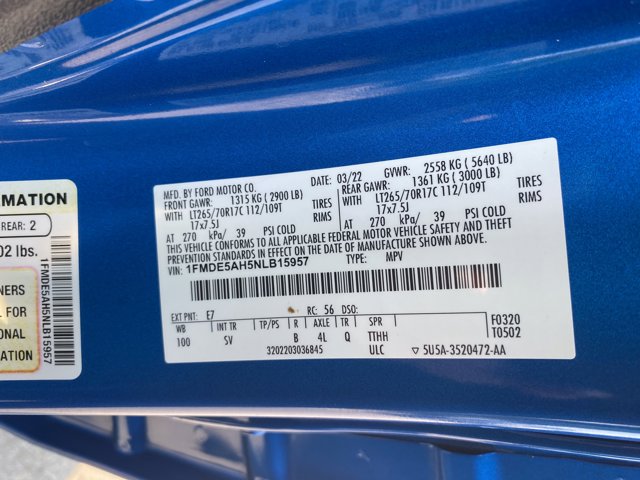 RMATION
REAR: 2
02 lbs.
NERS
L FOR
ONAL
OAD
1FMDE5AH5NLB15957
MFD. BY FORD MOTOR CO.
DATE: 03/22 GVWR: 2558 KG ( 5640 LB)
FRONT GAWR: 1315 KG ( 2900 LB) REAR GAWR: 1361 KG ( 3000 LB)
WITH LT265/70R17C 112/109T TIRES WITH LT265/70R17C 112/109T TIRES
17x7.5J RIMS 17x7.5J RIMS
AT 270 kPa/ 39 PSI COLD AT 270 kPa/ 39 PSI COLD
THIS VEHICLE CONFORMS TO ALL APPLICABLE FEDERAL MOTOR VEHICLE SAFETY AND THEFT
PREVENTION STANDARDS IN EFFECT ON THE DATE OF MANUFACTURE SHOWN ABOVE.
VIN: 1FMDE5AH5NLB15957 TYPE: MPV
EXT PNT: E7 RC: 56 DSO: F0320
WB INT TR TP/PS R AXLE TR SPR T0502
100 SV B 4L Q TTHH
3202203036845 ULC ▽ 5U5A-3520472-AA